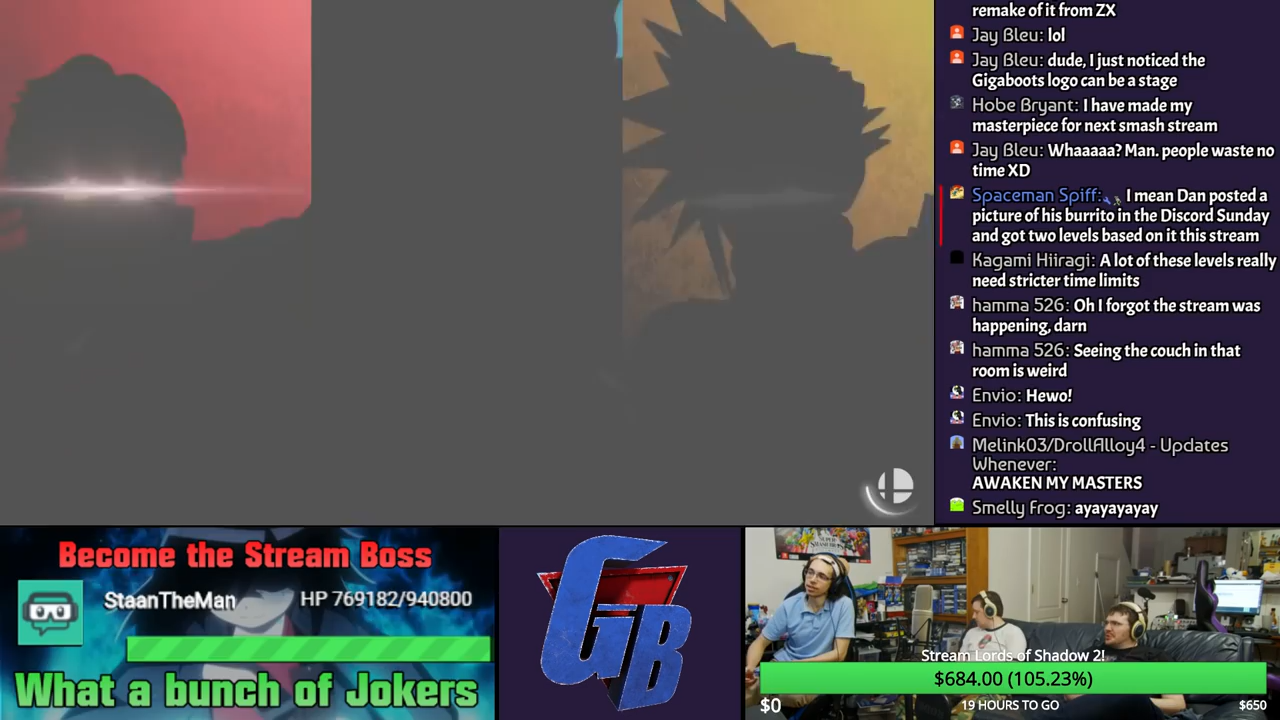 remake of it from ZX
Jay Bleu: lol
Jay Bleu: dude, I just noticed the
Gigaboots logo can be a stage
Hobe Bryant: I have made my
masterpiece for next smash stream
Jay Bleu: Whaaaaa? Man. people waste no
time XD
Spaceman Spiff: I mean Dan posted a
picture of his burrito in the Discord Sunday
and got two levels based on it this stream
Kagami Hiiragi: A lot of these levels really
need stricter time limits
hamma 526: Oh I forgot the stream was
happening, darn
hamma 526: Seeing the couch in that
room is weird
Envio: Hewo!
Envio: This is confusing
Melink03/DrollAlloy4 - Updates
Whenever:
AWAKEN MY MASTERS
Smelly Frog: ayayayayay
Become the Stream Boss
StaanTheMan HP 769182/940800
What a bunch of Jokers
GB
Stream Lords of Shadow 2!
$684.00 (105.23%)
$0 19 HOURS TO GO $650